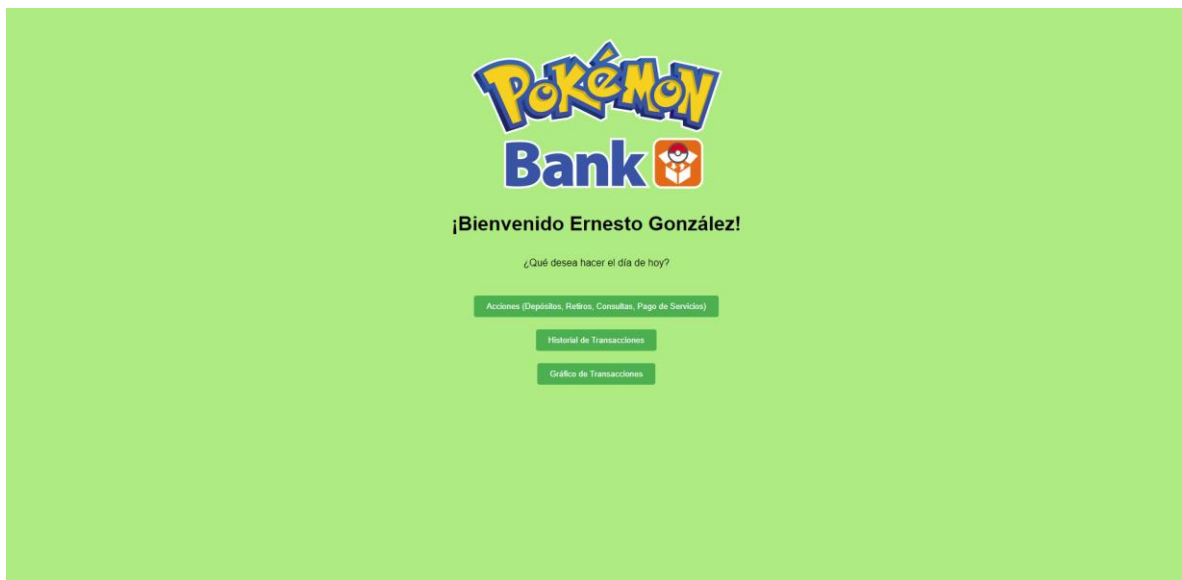 POKéMON
Bank
¡Bienvenido Ernesto González!
¿Qué desea hacer el día de hoy?
Acciones (Depósitos, Retiros, Consultas, Pago de Servicios)
Historial de Transacciones
Gráfico de Transacciones